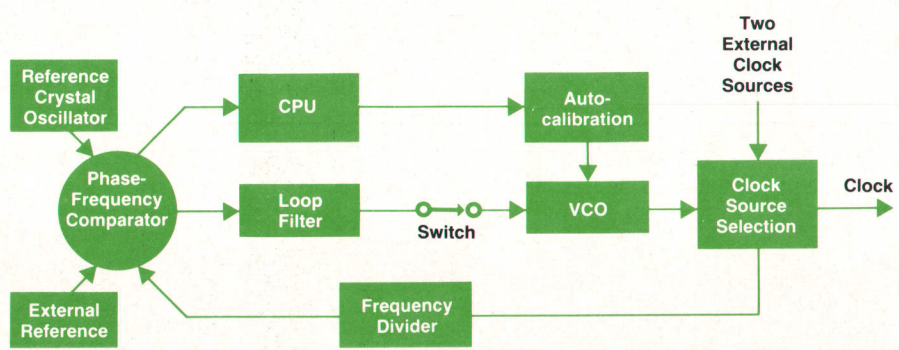 Two
External
Clock
Sources
Reference
Crystal
Oscillator
CPU
Auto-
calibration
Phase-
Frequency
Comparator
Loop
Filter
Switch
VCO
Clock
Source
Selection
Clock
External
Reference
Frequency
Divider